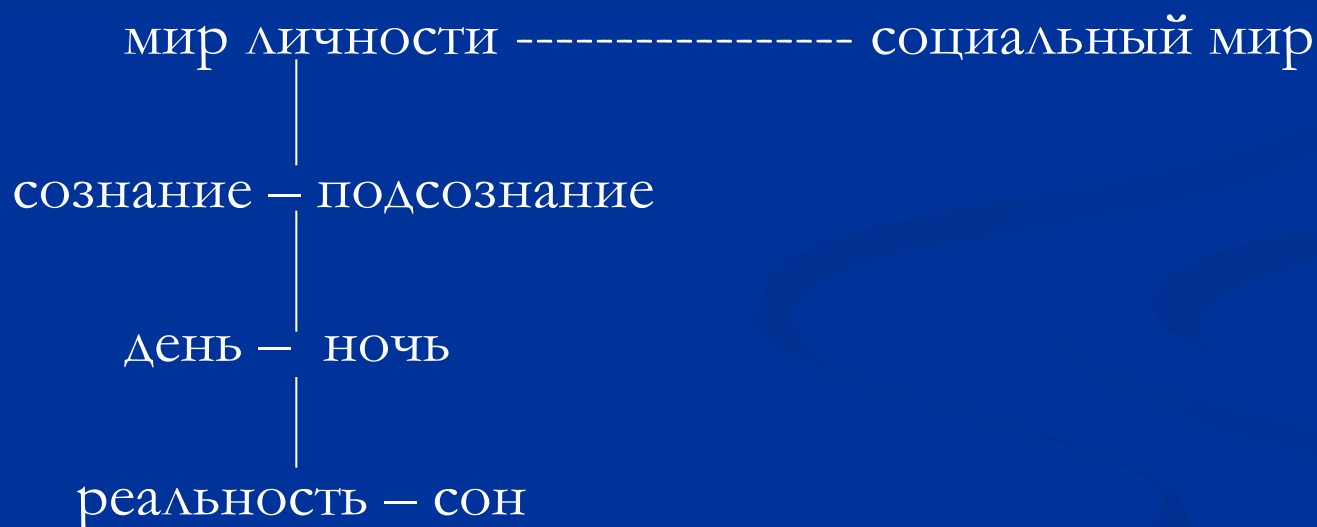 мир личности ----------------- социальный мир
сознание – подсознание
день – ночь
реальность – сон